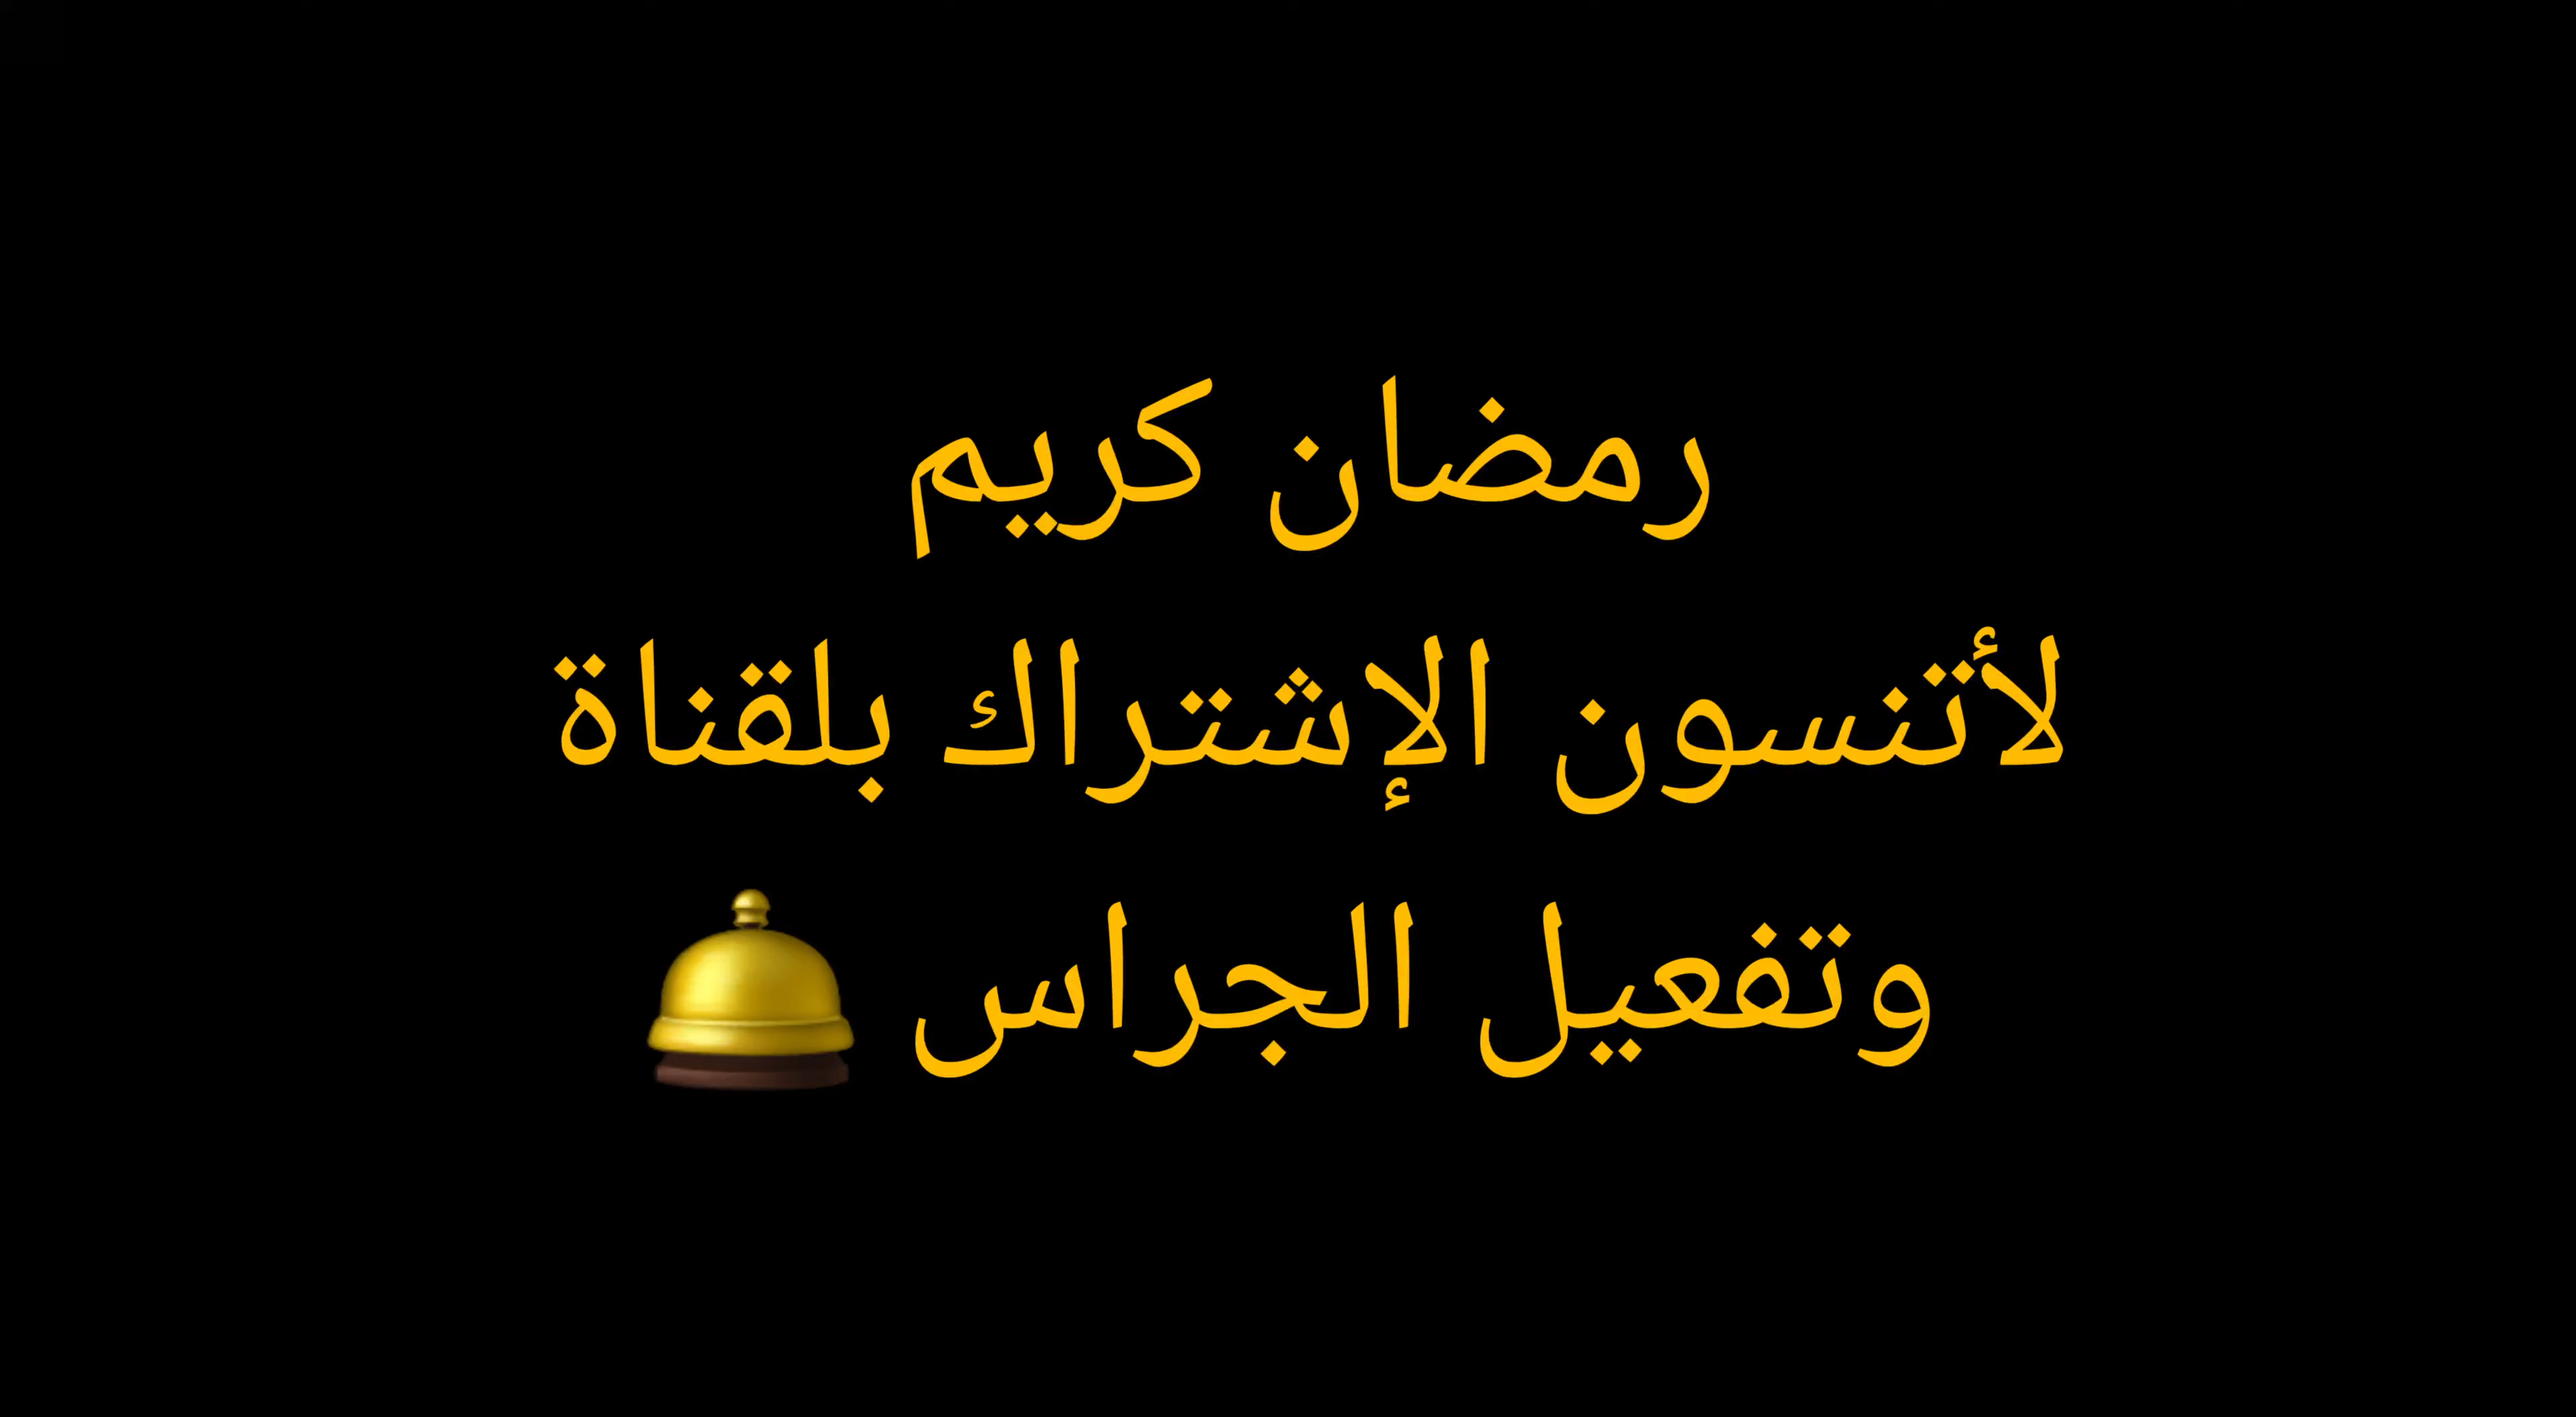 رمضان كريم
لأتنسون الإشتراك بلقناة
وتفعيل الجراس 🛎️